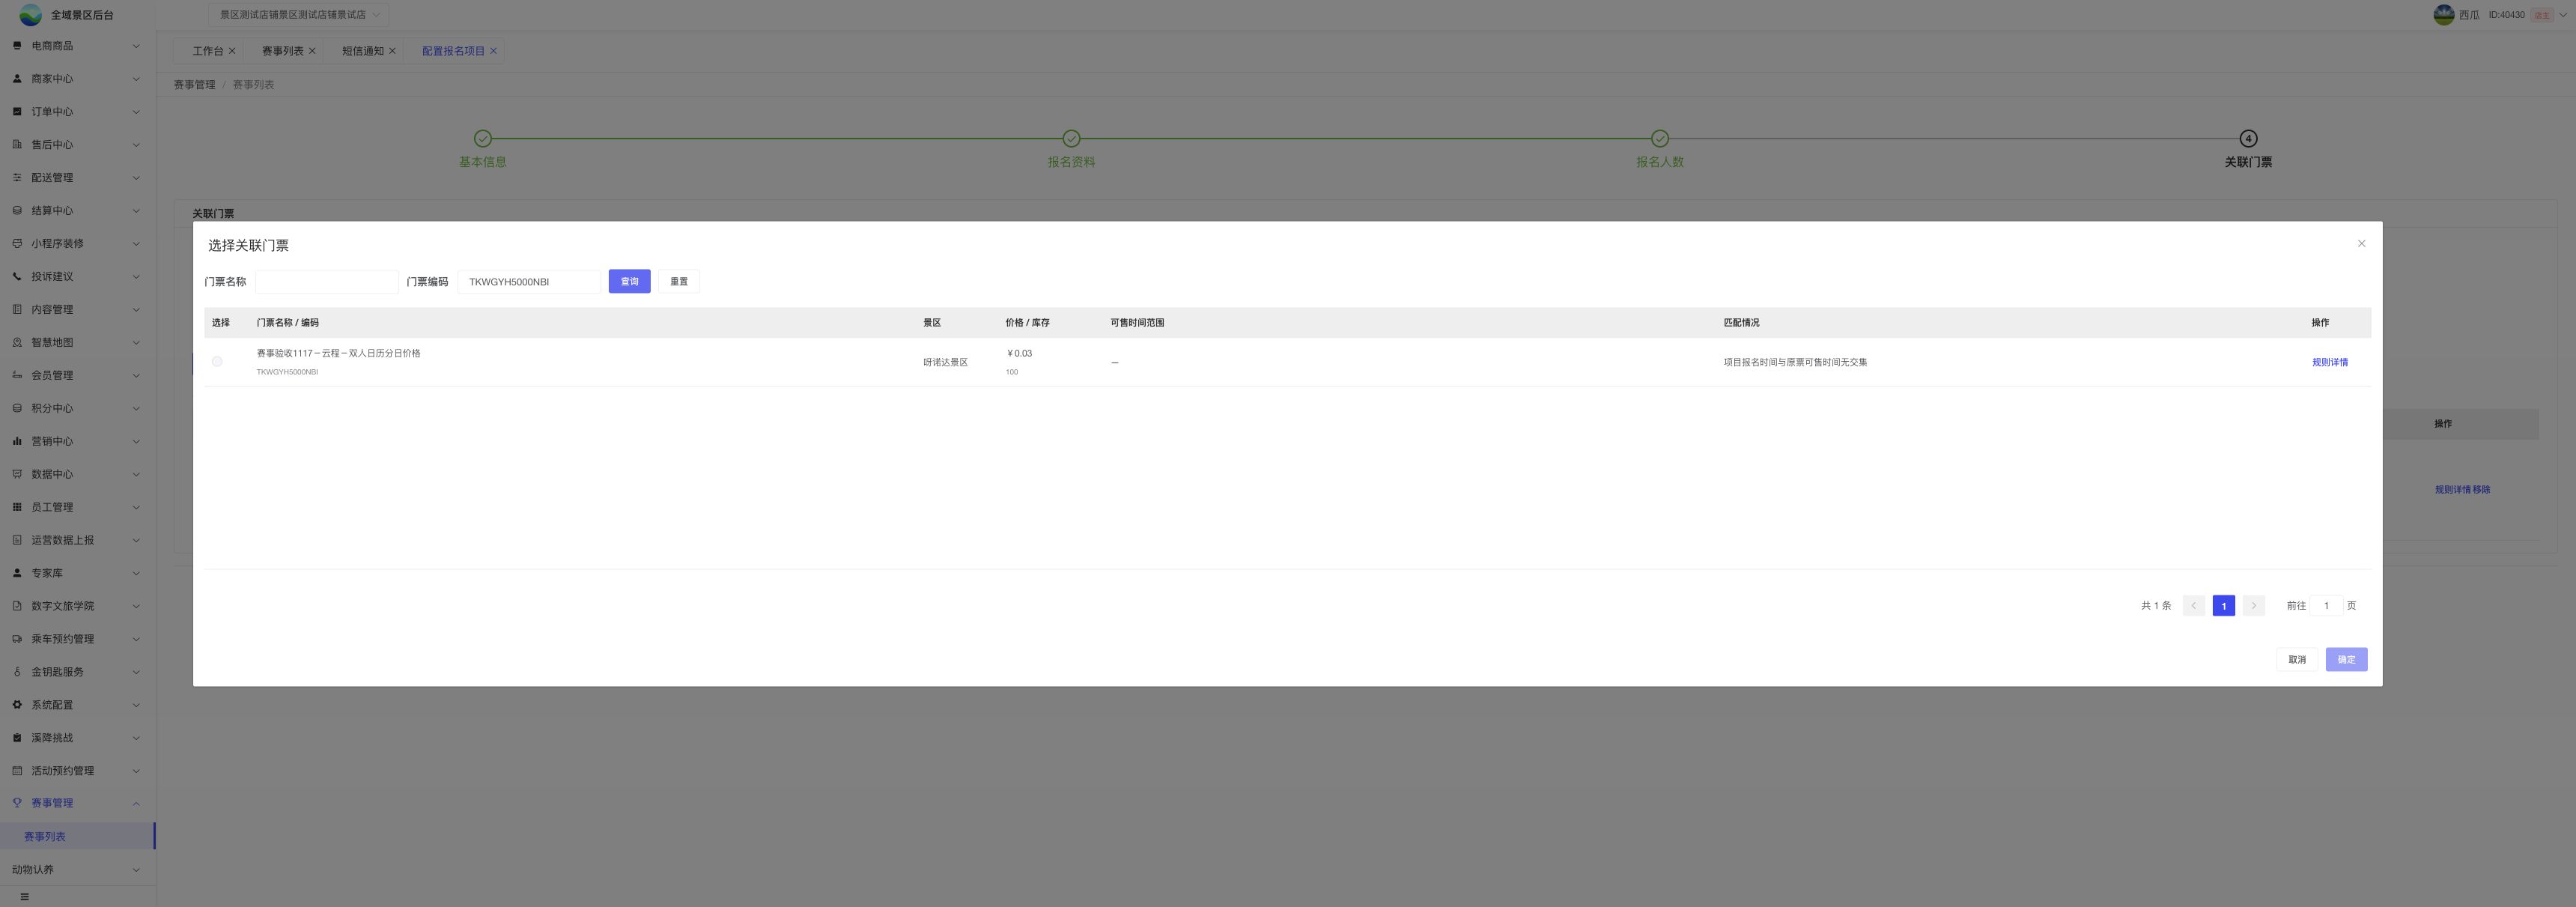 全域景区后台
景区测试店铺景区测试店铺景试店
西瓜 ID:40430 店主
电商商品
商家中心
订单中心
售后中心
配送管理
结算中心
小程序装修
投诉建议
内容管理
智慧地图
会员管理
积分中心
营销中心
数据中心
员工管理
运营数据上报
专家库
数字文旅学院
乘车预约管理
金钥匙服务
系统配置
溪降挑战
活动预约管理
赛事管理
赛事列表
动物认养
工作台 赛事列表 短信通知 配置报名项目
赛事管理 / 赛事列表
4
基本信息 报名资料 报名人数 关联门票
关联门票
选择关联门票
门票名称 门票编码 TKWGYH5000NBI 查询 重置
选择 门票名称 / 编码 景区 价格 / 库存 可售时间范围 匹配情况 操作
赛事验收1117－云程－双人日历分日价格
TKWGYH5000NBI
呀诺达景区
¥0.03
100
—
项目报名时间与原票可售时间无交集
规则详情
共 1 条 1 前往 1 页
取消 确定
操作
规则详情 移除